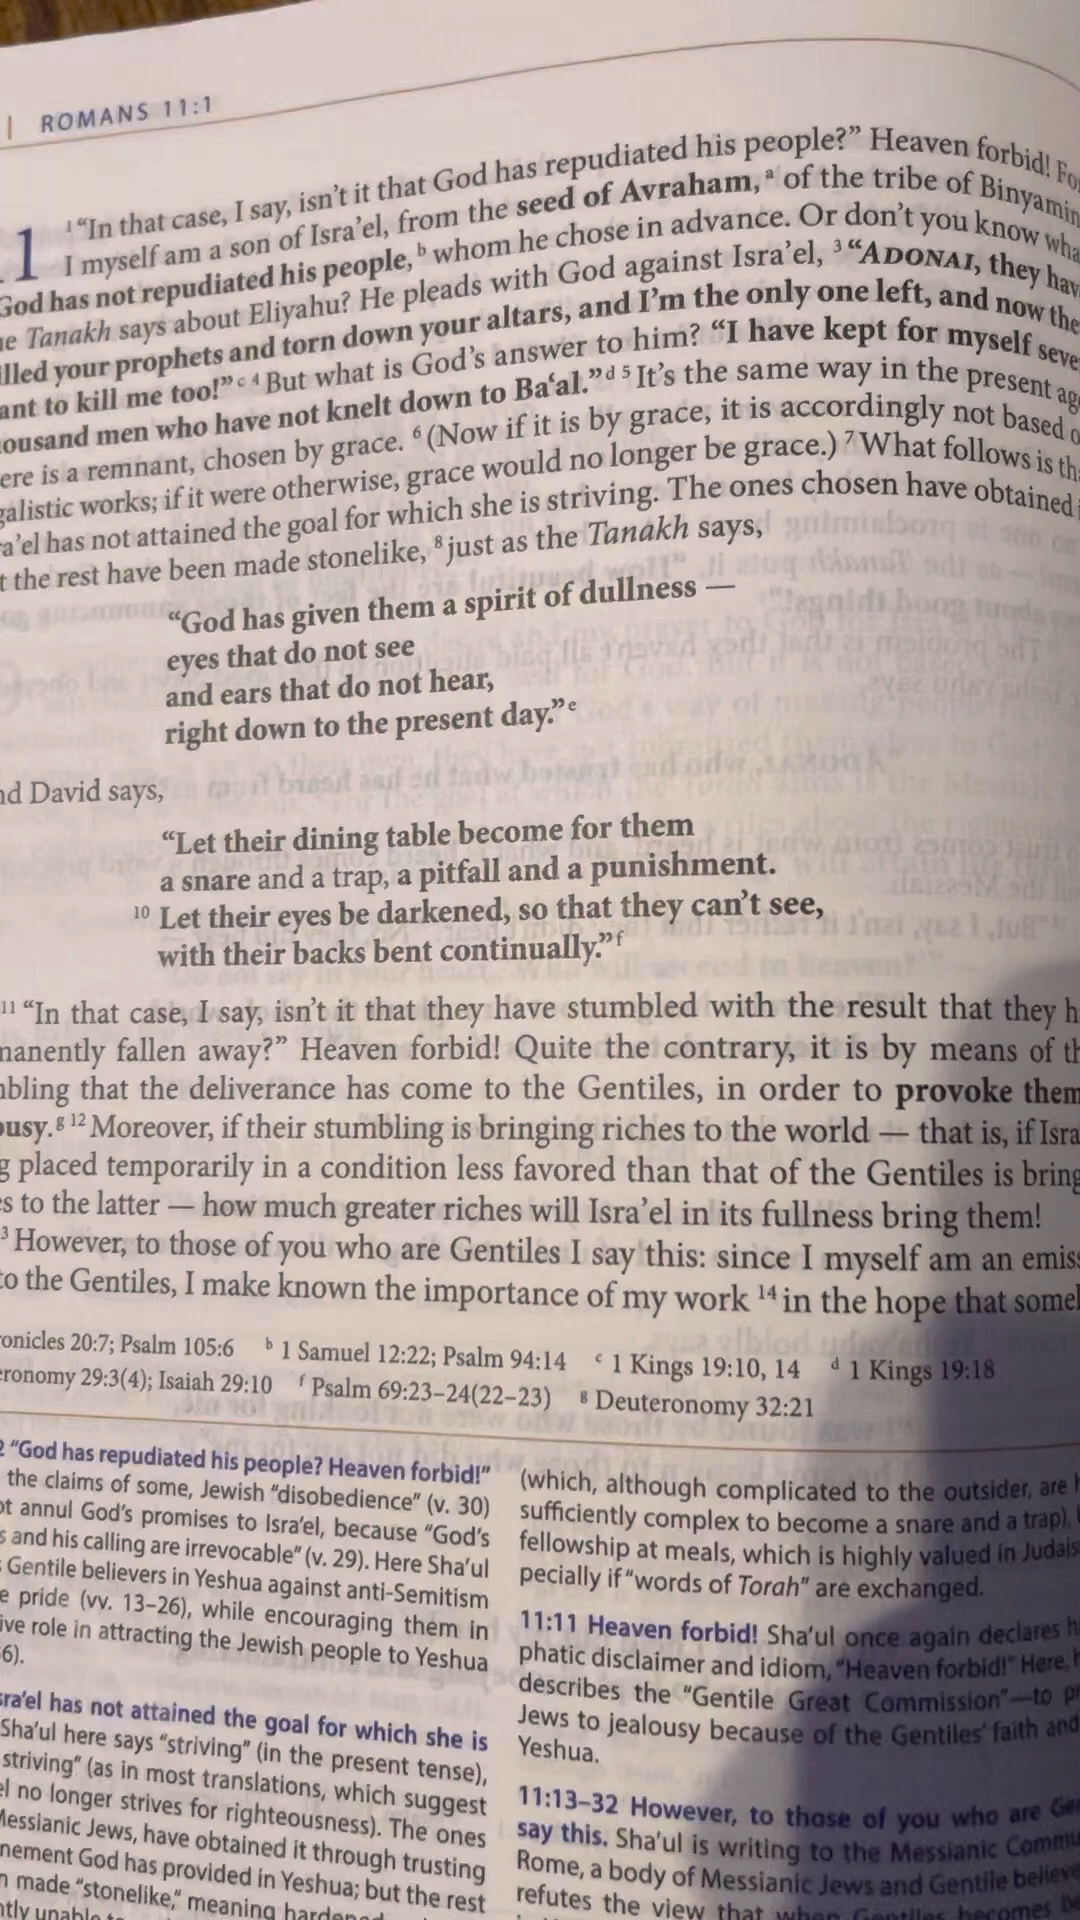 ROMANS 11:1
1 ¹ “In that case, I say, isn’t it that God has repudiated his people?” Heaven forbid! For
I myself am a son of Isra’el, from the seed of Avraham,ᵃ of the tribe of Binyamin
God has not repudiated his people,ᵇ whom he chose in advance. Or don’t you know wha
e Tanakh says about Eliyahu? He pleads with God against Isra’el, ³ “ADONAI, they hav
lled your prophets and torn down your altars, and I’m the only one left, and now the
ant to kill me too!”ᶜ ⁴ But what is God’s answer to him? “I have kept for myself seve
ousand men who have not knelt down to Ba‘al.”ᵈ ⁵ It’s the same way in the present age
ere is a remnant, chosen by grace. ⁶ (Now if it is by grace, it is accordingly not based o
galistic works; if it were otherwise, grace would no longer be grace.) ⁷ What follows is tha
a’el has not attained the goal for which she is striving. The ones chosen have obtained i
t the rest have been made stonelike, ⁸ just as the Tanakh says,
“God has given them a spirit of dullness —
eyes that do not see
and ears that do not hear,
right down to the present day.”ᵉ
nd David says,
“Let their dining table become for them
a snare and a trap, a pitfall and a punishment.
¹⁰ Let their eyes be darkened, so that they can’t see,
with their backs bent continually.”ᶠ
¹¹ “In that case, I say, isn’t it that they have stumbled with the result that they h
manently fallen away?” Heaven forbid! Quite the contrary, it is by means of th
mbling that the deliverance has come to the Gentiles, in order to provoke them
ousy.ᵍ ¹² Moreover, if their stumbling is bringing riches to the world — that is, if Isra
g placed temporarily in a condition less favored than that of the Gentiles is bring
s to the latter — how much greater riches will Isra’el in its fullness bring them!
³ However, to those of you who are Gentiles I say this: since I myself am an emiss
to the Gentiles, I make known the importance of my work ¹⁴ in the hope that someh
onicles 20:7; Psalm 105:6 ᵇ 1 Samuel 12:22; Psalm 94:14 ᶜ 1 Kings 19:10, 14 ᵈ 1 Kings 19:18
eronomy 29:3(4); Isaiah 29:10 ᶠ Psalm 69:23–24(22–23) ᵍ Deuteronomy 32:21
2 “God has repudiated his people? Heaven forbid!”
the claims of some, Jewish “disobedience” (v. 30)
ot annul God’s promises to Isra’el, because “God’s
s and his calling are irrevocable” (v. 29). Here Sha’ul
Gentile believers in Yeshua against anti-Semitism
e pride (vv. 13–26), while encouraging them in
ive role in attracting the Jewish people to Yeshua
6).
sra’el has not attained the goal for which she is
Sha’ul here says “striving” (in the present tense),
striving” (as in most translations, which suggest
el no longer strives for righteousness). The ones
Messianic Jews, have obtained it through trusting
nement God has provided in Yeshua; but the rest
n made “stonelike,” meaning hardened,
ntly unable
(which, although complicated to the outsider, are
sufficiently complex to become a snare and a trap),
fellowship at meals, which is highly valued in Judais
pecially if “words of Torah” are exchanged.
11:11 Heaven forbid! Sha’ul once again declares h
phatic disclaimer and idiom, “Heaven forbid!” Here, h
describes the “Gentile Great Commission”—to p
Jews to jealousy because of the Gentiles’ faith and
Yeshua.
11:13–32 However, to those of you who are Ge
say this. Sha’ul is writing to the Messianic Commu
Rome, a body of Messianic Jews and Gentile believe
refutes the view that when Gentiles becomes be